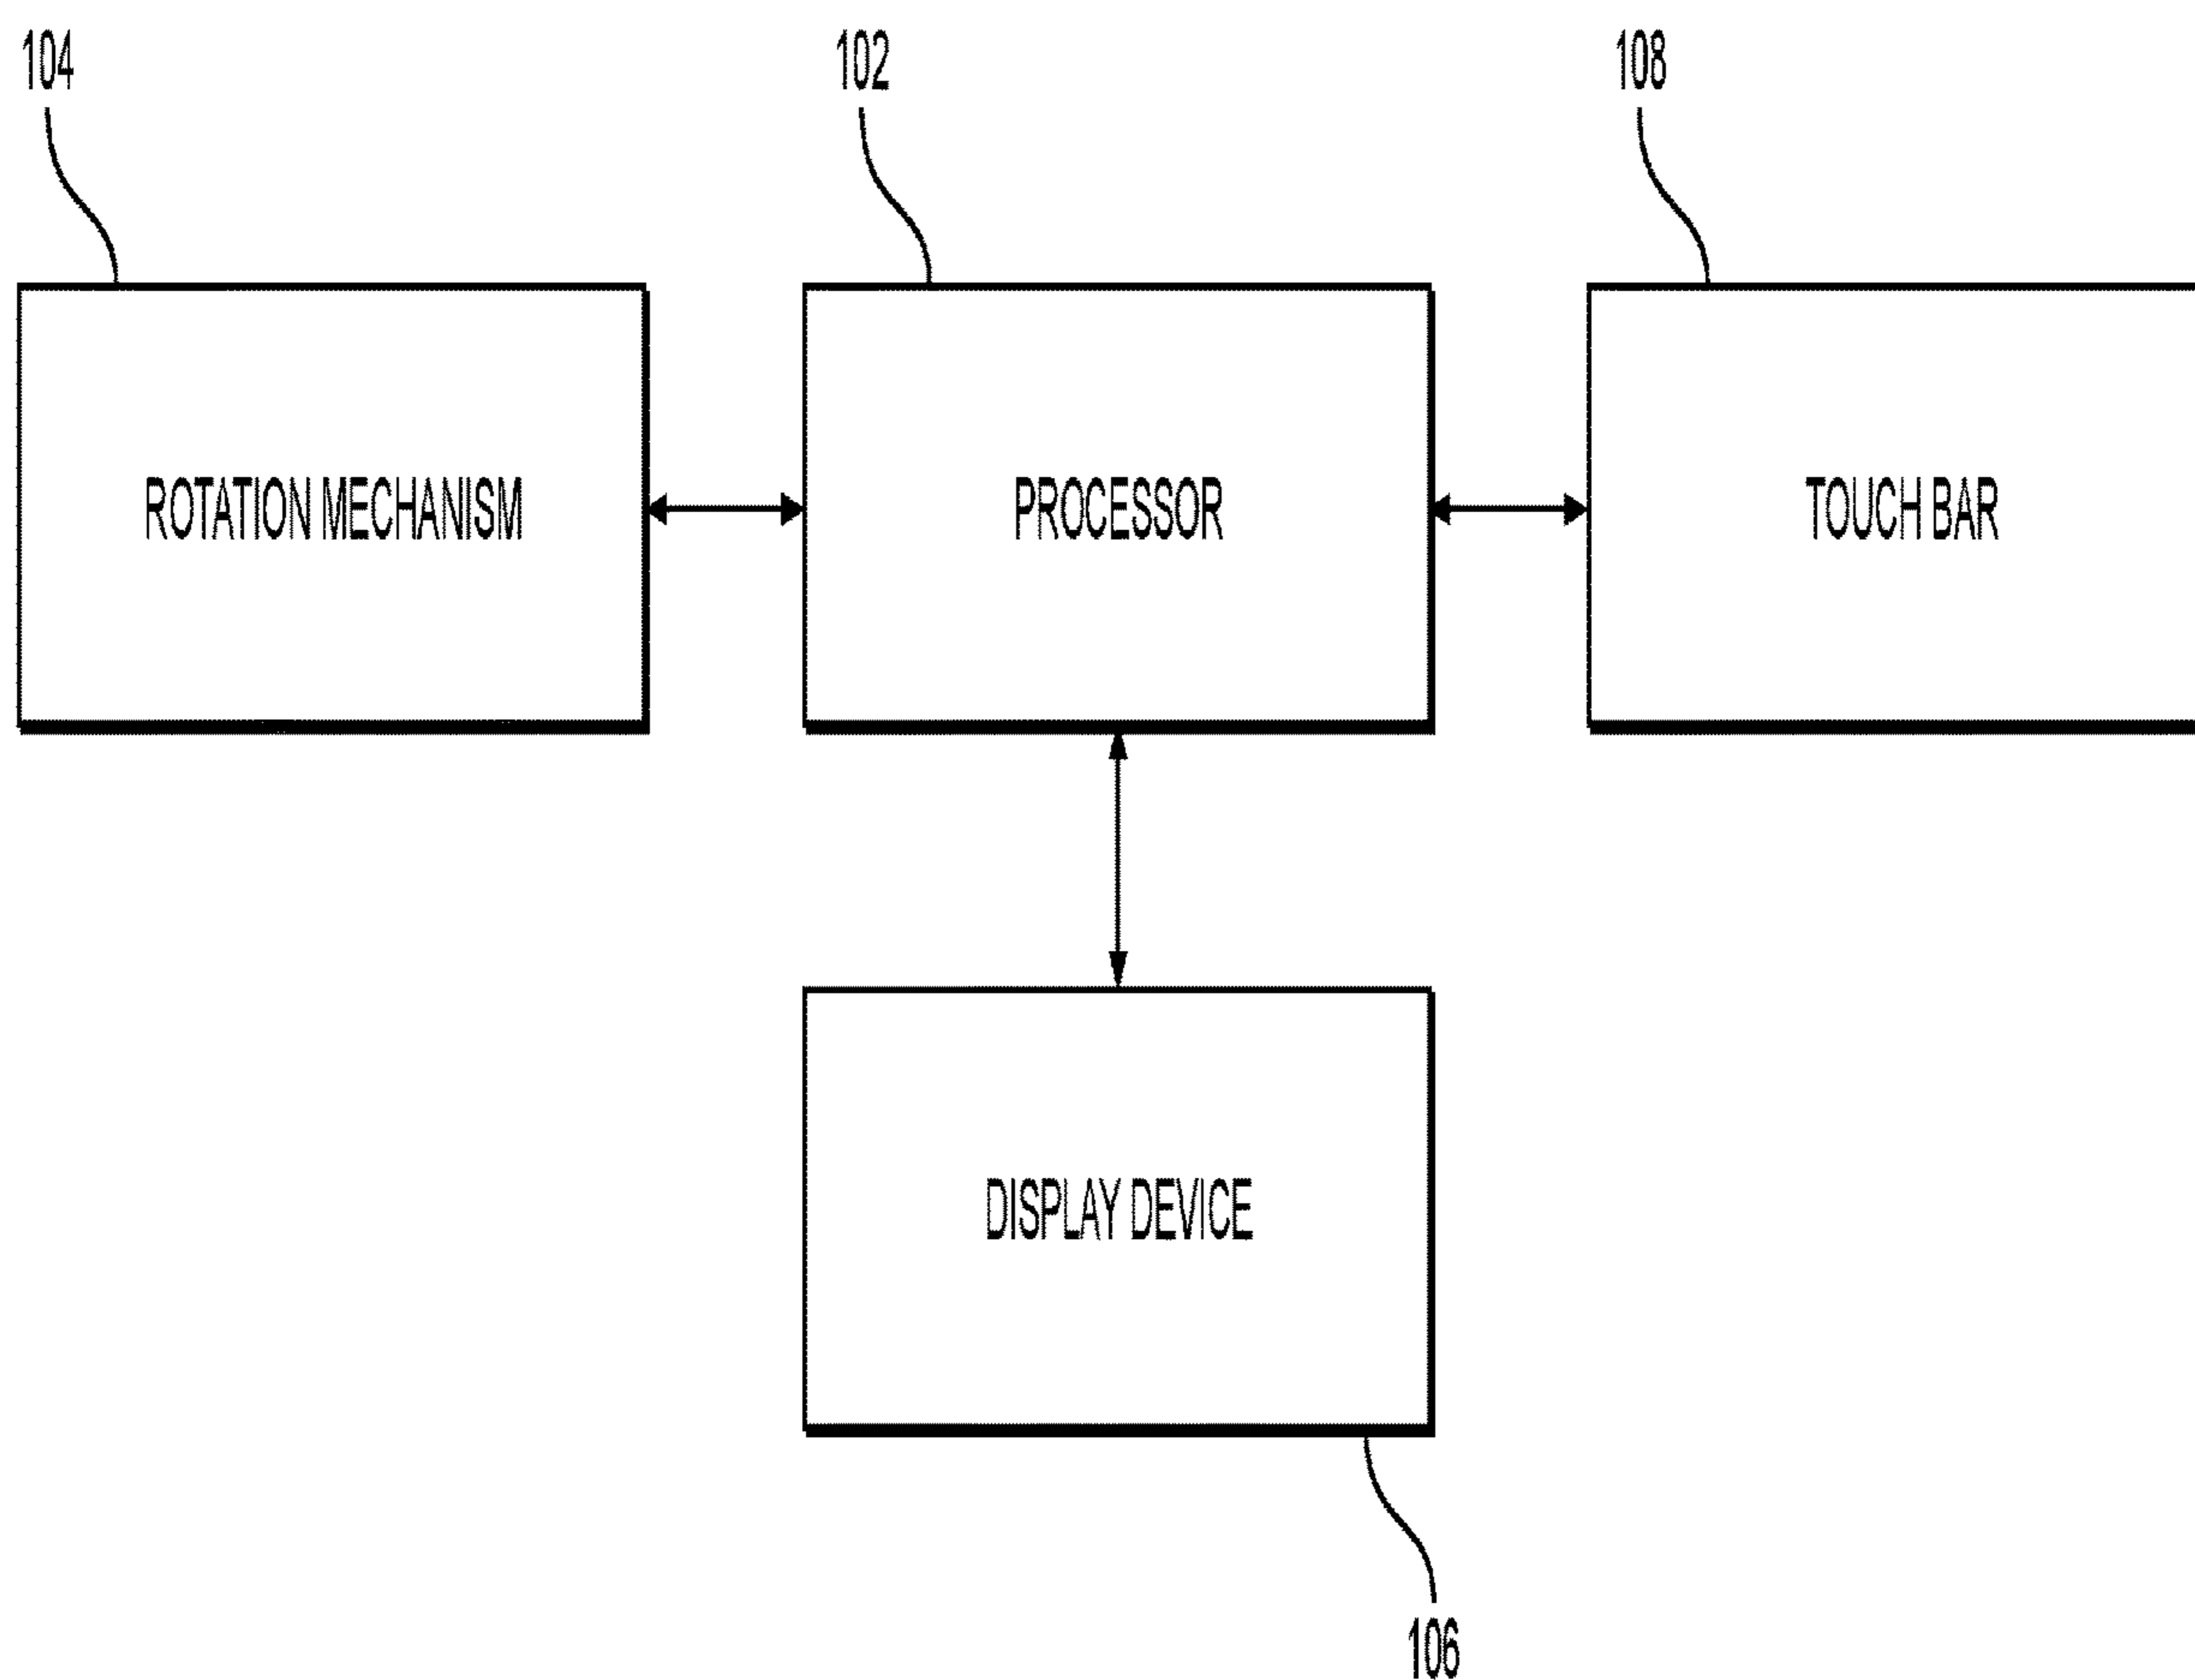 104
102
108
ROTATION MECHANISM
PROCESSOR
TOUCH BAR
DISPLAY DEVICE
106